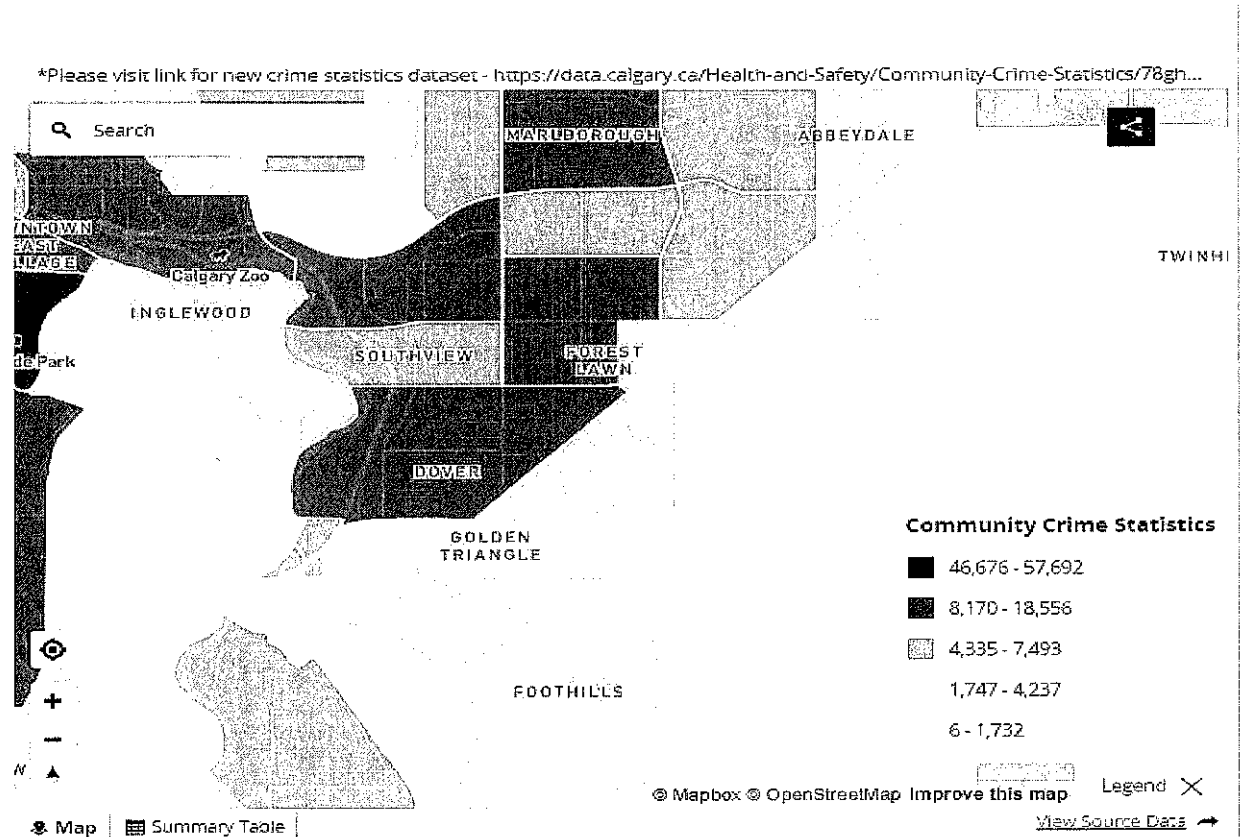 *Please visit link for new crime statistics dataset - https://data.calgary.ca/Health-and-Safety/Community-Crime-Statistics/78gh...
Search
MARLBOROUGH
ABBEYDALE
EAST
Calgary Zoo
TWINHI
INGLEWOOD
SOUTHVIEW
FOREST
LAWN
de Park
DOVER
GOLDEN
TRIANGLE
Community Crime Statistics
46,676 - 57,692
8,170 - 18,556
4,335 - 7,493
1,747 - 4,237
6 - 1,732
FOOTHILLS
© Mapbox © OpenStreetMap Improve this map
Legend
Map
Summary Table
View Source Data